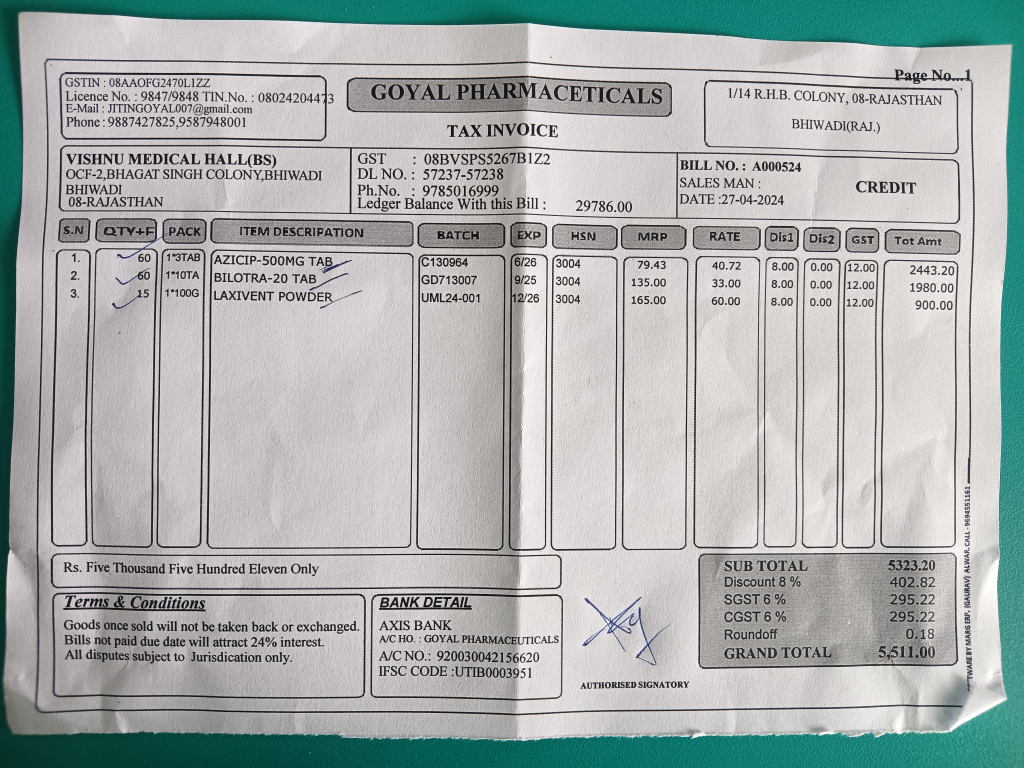 Page No...1
GSTIN : 08AAOFG2470L1ZZ
Licence No. : 9847/9848 TIN.No. : 08024204473
E-Mail : JITINGOYAL007@gmail.com
Phone : 9887427825,9587948001
GOYAL PHARMACETICALS
TAX INVOICE
1/14 R.H.B. COLONY, 08-RAJASTHAN
BHIWADI(RAJ.)
VISHNU MEDICAL HALL(BS)
OCF-2,BHAGAT SINGH COLONY,BHIWADI
BHIWADI
08-RAJASTHAN
GST : 08BVSPS5267B1Z2
DL NO. : 57237-57238
Ph.No. : 9785016999
Ledger Balance With this Bill : 29786.00
BILL NO. : A000524
SALES MAN :
DATE :27-04-2024
CREDIT
S.N QTY+F PACK ITEM DESCRIPATION BATCH EXP HSN MRP RATE Dis1 Dis2 GST Tot Amt
1. 60 1*3TAB AZICIP-500MG TAB C130964 6/26 3004 79.43 40.72 8.00 0.00 12.00 2443.20
2. 60 1*10TA BILOTRA-20 TAB GD713007 9/25 3004 135.00 33.00 8.00 0.00 12.00 1980.00
3. 15 1*100G LAXIVENT POWDER UML24-001 12/26 3004 165.00 60.00 8.00 0.00 12.00 900.00
Rs. Five Thousand Five Hundred Eleven Only
Terms & Conditions
Goods once sold will not be taken back or exchanged.
Bills not paid due date will attract 24% interest.
All disputes subject to Jurisdication only.
BANK DETAIL
AXIS BANK
A/C HO. : GOYAL PHARMACEUTICALS
A/C NO.: 920030042156620
IFSC CODE :UTIB0003951
AUTHORISED SIGNATORY
SUB TOTAL 5323.20
Discount 8 % 402.82
SGST 6 % 295.22
CGST 6 % 295.22
Roundoff 0.18
GRAND TOTAL 5,511.00
BY MARG ERP, (GAURAV) ALWAR. CALL - 9694551161